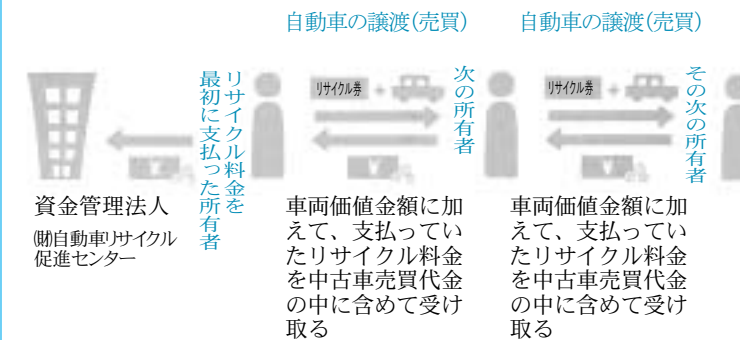 自動車の譲渡(売買)
自動車の譲渡(売買)
リサイクル料金を
最初に支払った所有者
リサイクル券
+
次の所有者
リサイクル券
+
その次の所有者
¥
¥
¥
資金管理法人
㈶自動車リサイクル
促進センター
車両価値金額に加
えて、支払ってい
たリサイクル料金
を中古車売買代金
の中に含めて受け
取る
車両価値金額に加
えて、支払ってい
たリサイクル料金
を中古車売買代金
の中に含めて受け
取る